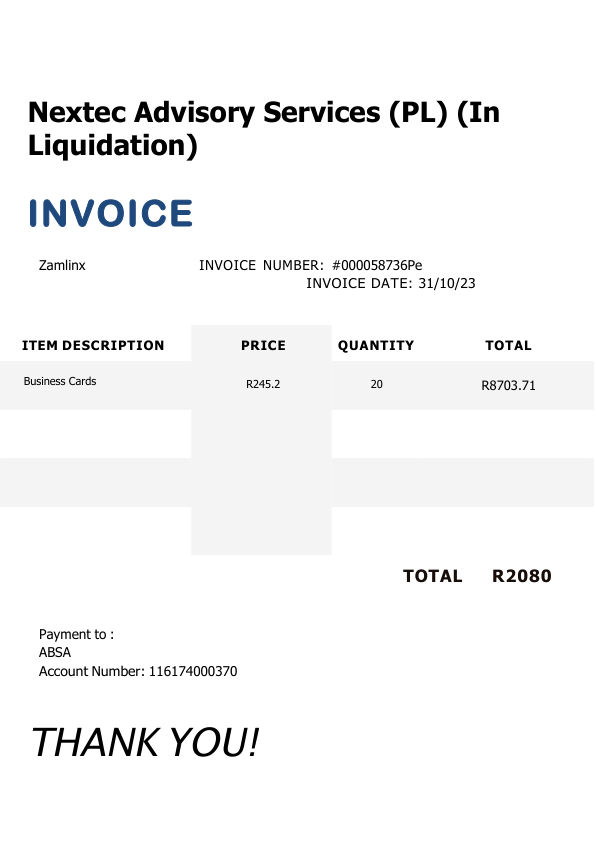 Nextec Advisory Services (PL) (In
Liquidation)
INVOICE
Zamlinx INVOICE NUMBER: #000058736Pe
INVOICE DATE: 31/10/23
ITEM DESCRIPTION PRICE QUANTITY TOTAL
Business Cards R245.2 20 R8703.71
TOTAL R2080
Payment to :
ABSA
Account Number: 116174000370
THANK YOU!